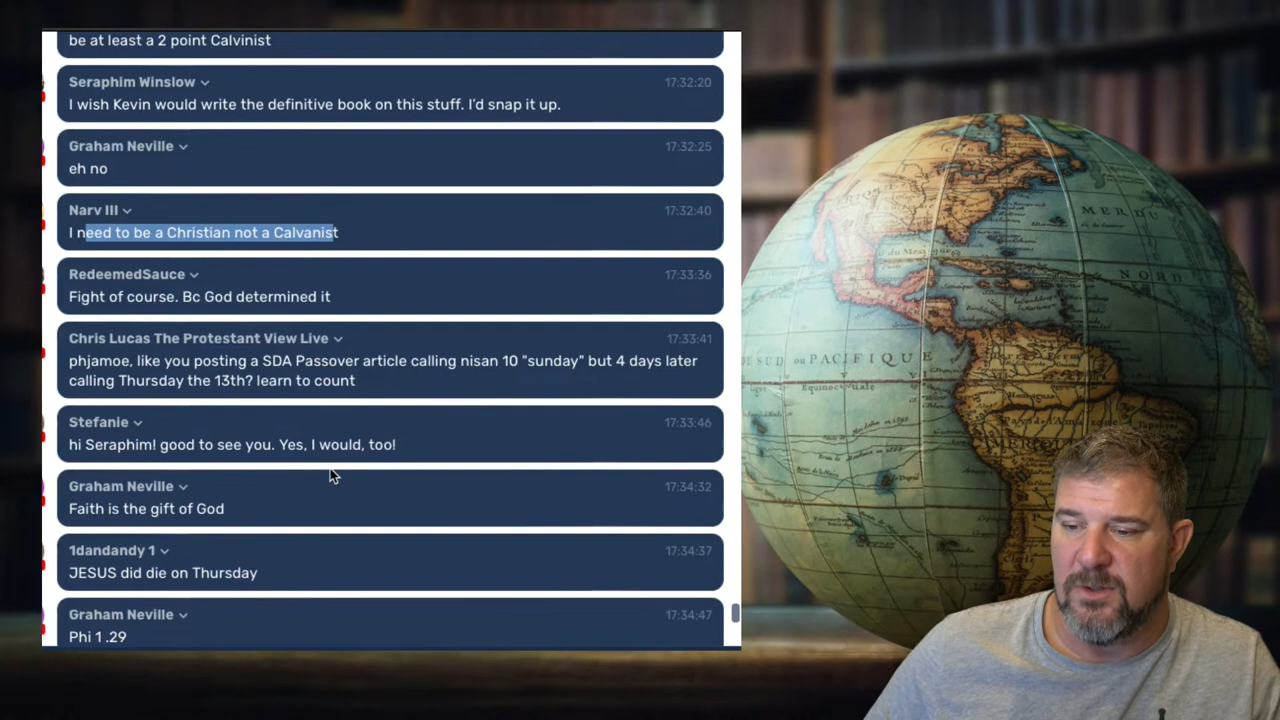 be at least a 2 point Calvinist
Seraphim Winslow
17:32:20
I wish Kevin would write the definitive book on this stuff. I'd snap it up.
Graham Neville
17:32:25
eh no
Narv III
17:32:40
I need to be a Christian not a Calvanist
RedeemedSauce
17:33:36
Fight of course. Bc God determined it
Chris Lucas The Protestant View Live
17:33:41
phjamoe, like you posting a SDA Passover article calling nisan 10 "sunday" but 4 days later
calling Thursday the 13th? learn to count
Stefanie
17:33:46
hi Seraphim! good to see you. Yes, I would, too!
Graham Neville
17:34:32
Faith is the gift of God
1dandandy 1
17:34:37
JESUS did die on Thursday
Graham Neville
17:34:47
Phi 1 .29
MERDU
NORD
SUD ou PACIFIQUE